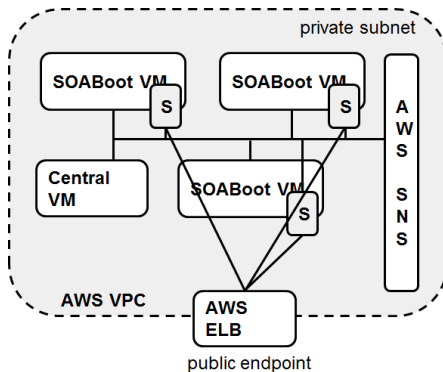 private subnet
SOABoot VM
S
SOABoot VM
S
A
W
S
S
N
S
Central
VM
SOABoot VM
S
AWS VPC
AWS
ELB
public endpoint